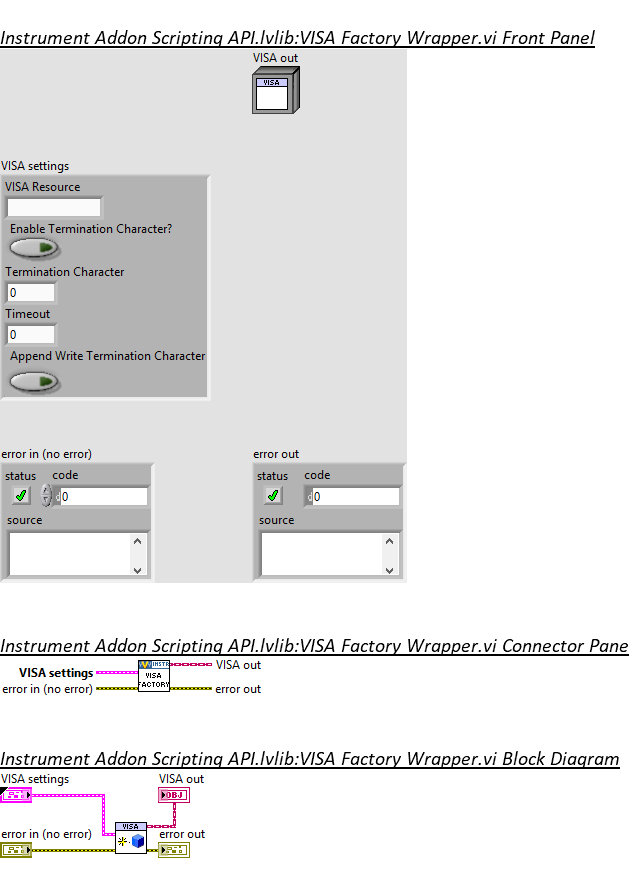 Instrument Addon Scripting API.lvlib:VISA Factory Wrapper.vi Front Panel
VISA out
VISA
VISA settings
VISA Resource
Enable Termination Character?
Termination Character
0
Timeout
0
Append Write Termination Character
error in (no error)
error out
status code
0
status code
0
source
source
Instrument Addon Scripting API.lvlib:VISA Factory Wrapper.vi Connector Pane
VISA settings
error in (no error)
INSTR
VISA
FACTORY
VISA out
error out
Instrument Addon Scripting API.lvlib:VISA Factory Wrapper.vi Block Diagram
VISA settings
VISA out
OBJ
VISA
error in (no error)
error out